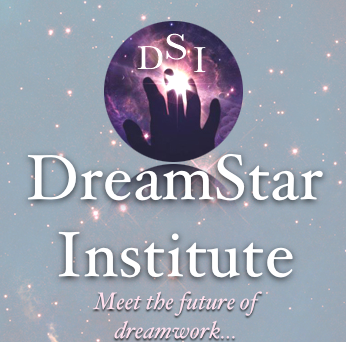 DSI
DreamStar
Institute
Meet the future of
dreamwork...